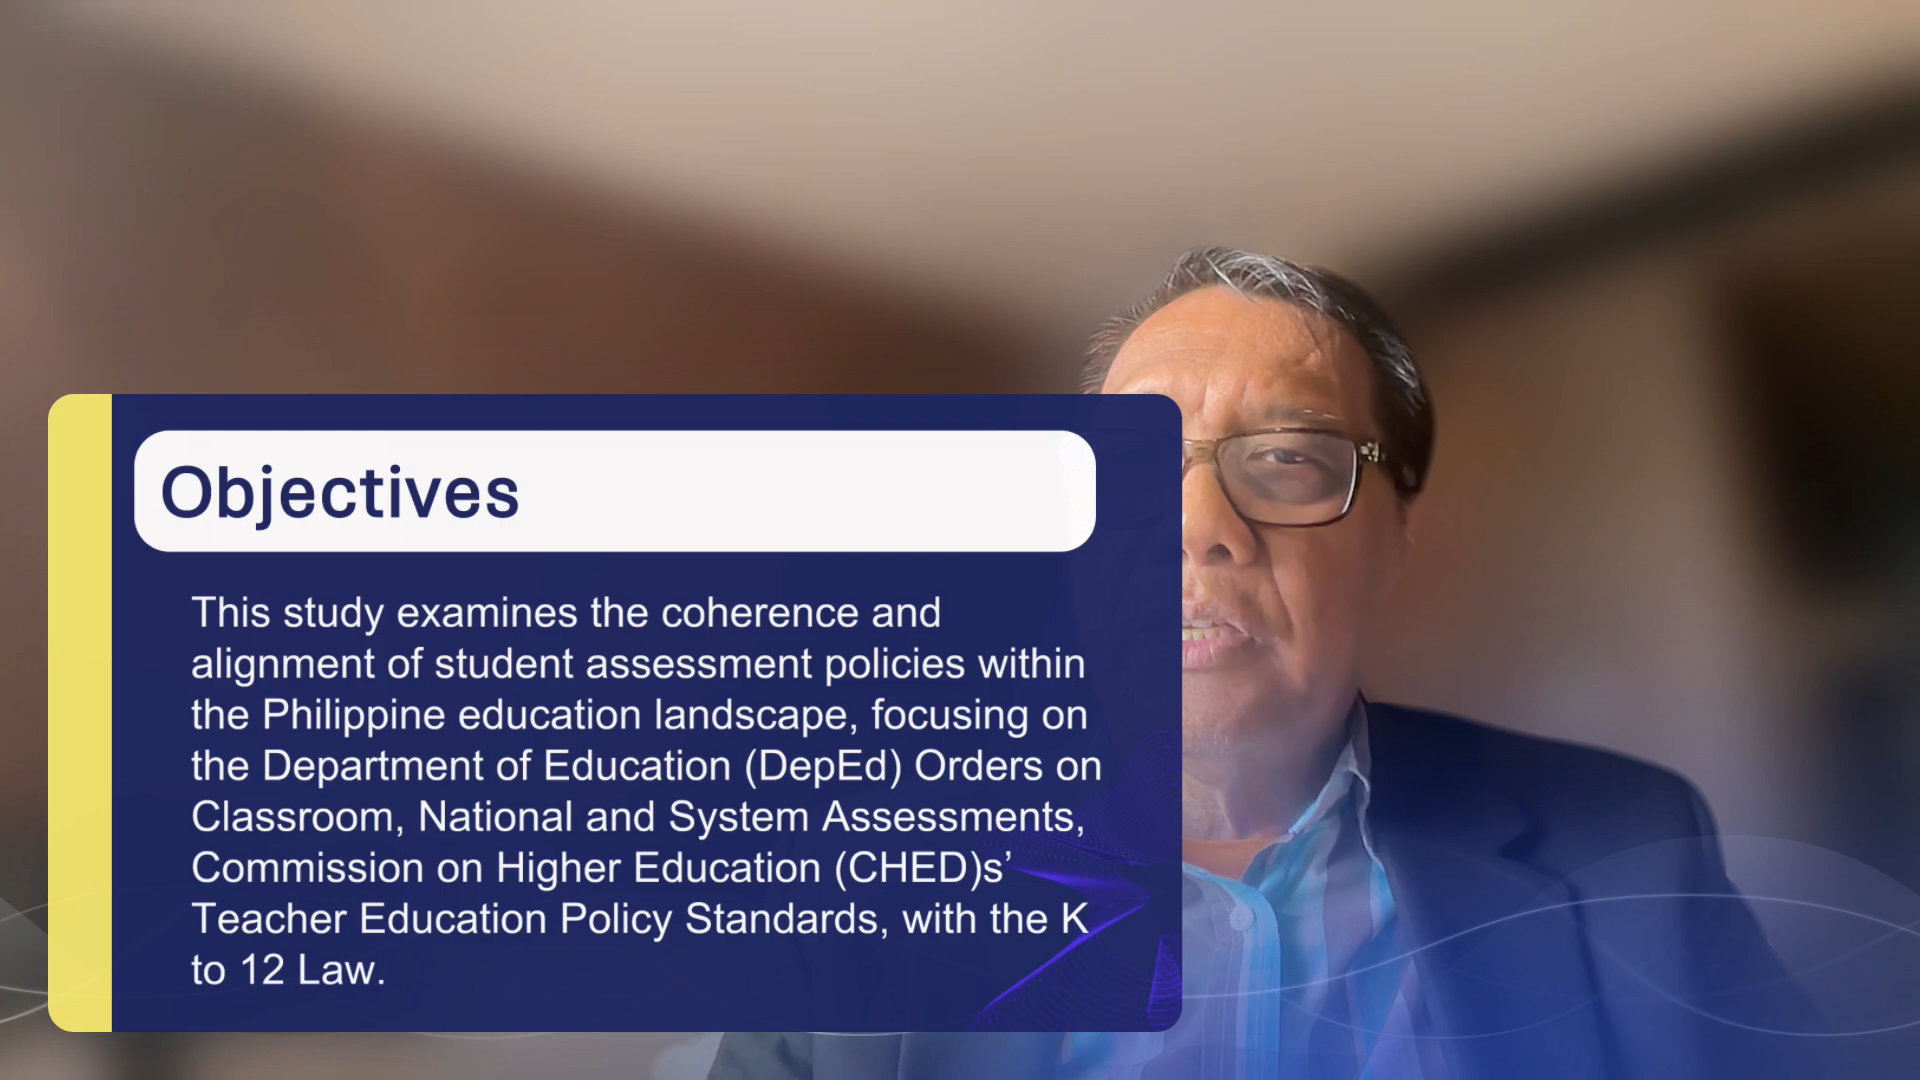 Objectives
This study examines the coherence and
alignment of student assessment policies within
the Philippine education landscape, focusing on
the Department of Education (DepEd) Orders on
Classroom, National and System Assessments,
Commission on Higher Education (CHED)s’
Teacher Education Policy Standards, with the K
to 12 Law.